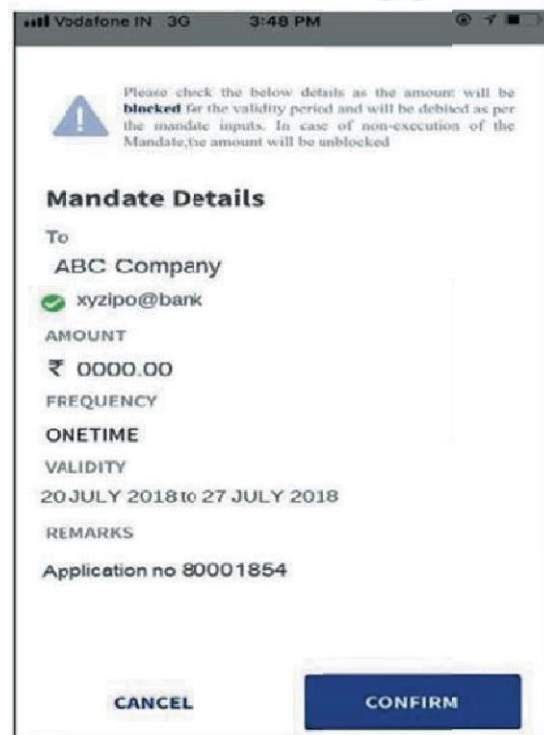 Vodafone IN 3G 3:48 PM
Please check the below details as the amount will be
blocked for the validity period and will be debited as per
the mandate inputs. In case of non-execution of the
Mandate,the amount will be unblocked
Mandate Details
To
ABC Company
xyzipo@bank
AMOUNT
₹ 0000.00
FREQUENCY
ONETIME
VALIDITY
20 JULY 2018 to 27 JULY 2018
REMARKS
Application no 80001854
CANCEL CONFIRM